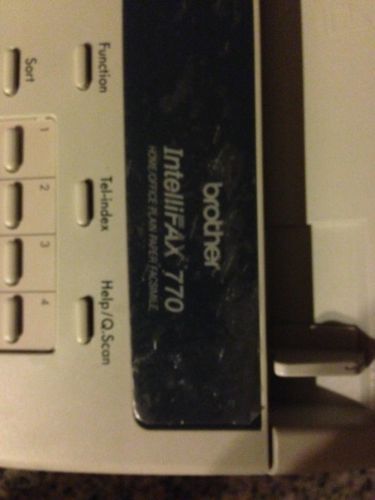 brother
IntelliFAX 770
HOME/OFFICE PLAIN PAPER FACSIMILE
Function
Tel-index
Help/Q.Scan
Sort
1
2
3
4